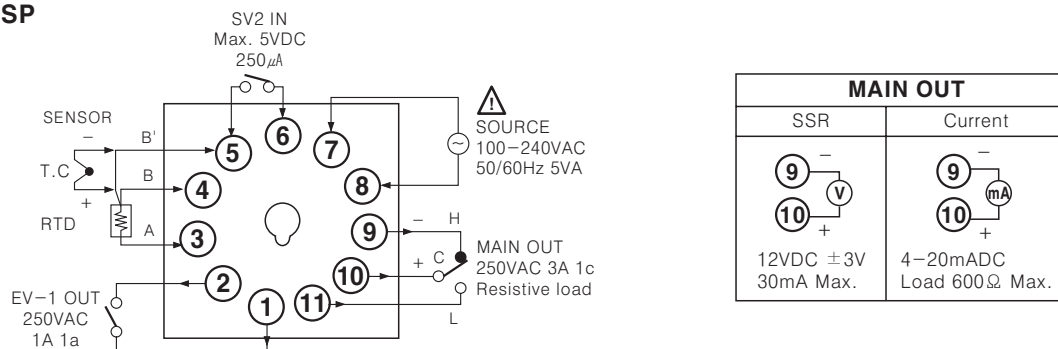 SP
SV2 IN
Max. 5VDC
250㎂
SENSOR
−
T.C
+
RTD
B'
B
A
5
6
7
4
8
3
9
2
10
1
11
SOURCE
100−240VAC
50/60Hz 5VA
− H
+ C
L
MAIN OUT
250VAC 3A 1c
Resistive load
EV−1 OUT
250VAC
1A 1a
MAIN OUT
SSR
9 −
V
10 +
12VDC ±3V
30mA Max.
Current
9 −
mA
10 +
4−20mADC
Load 600Ω Max.